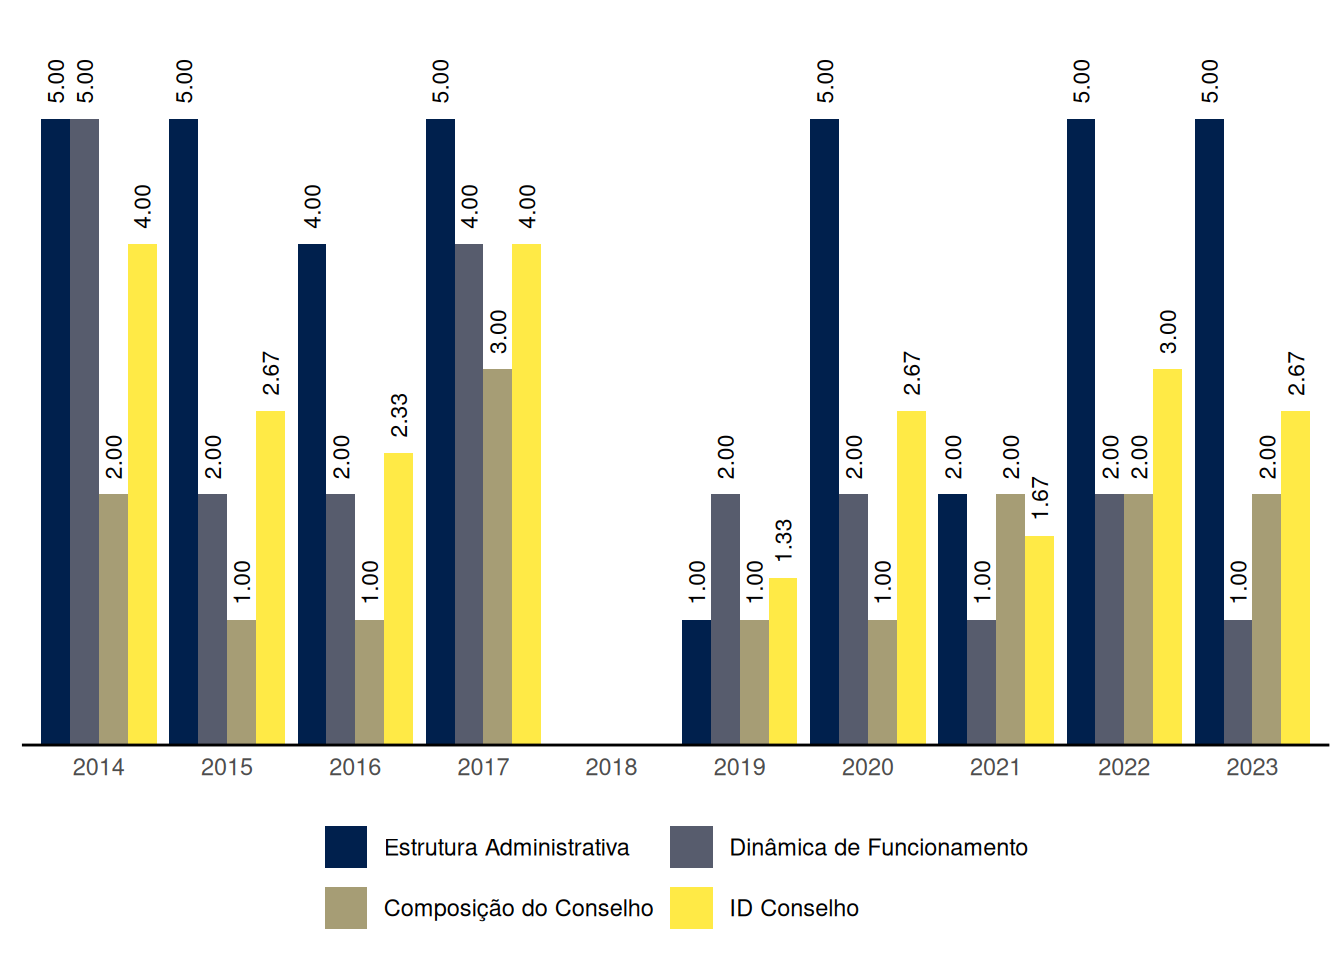 5.00 5.00 2.00 4.00
5.00 2.00 1.00 2.67
4.00 2.00 1.00 2.33
5.00 4.00 3.00 4.00
1.00 2.00 1.00 1.33
5.00 2.00 1.00 2.67
2.00 1.00 2.00 1.67
5.00 2.00 2.00 3.00
5.00 1.00 2.00 2.67
2014 2015 2016 2017 2018 2019 2020 2021 2022 2023
Estrutura Administrativa Dinâmica de Funcionamento
Composição do Conselho ID Conselho